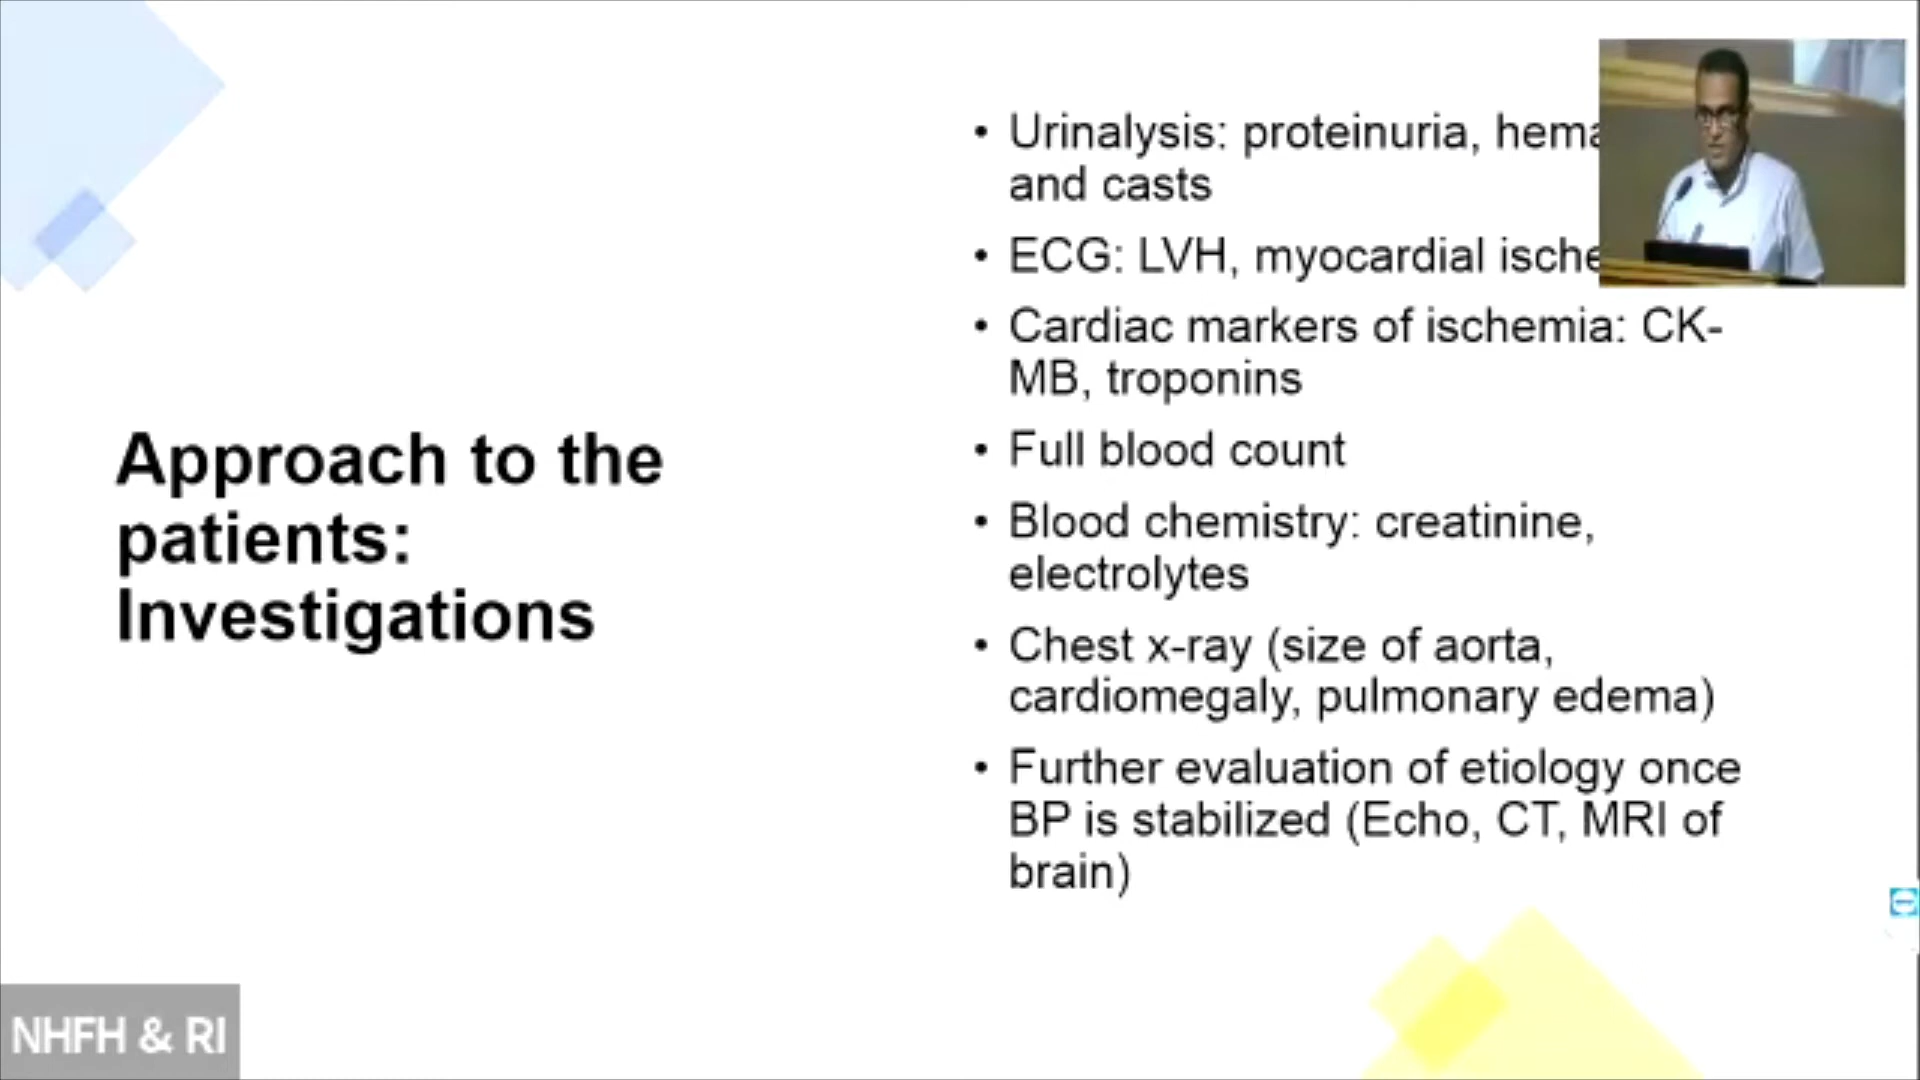 Approach to the
patients:
Investigations
• Urinalysis: proteinuria,
and casts
• ECG: LVH, myocardial
• Cardiac markers of ischemia: CK-
MB, troponins
• Full blood count
• Blood chemistry: creatinine,
electrolytes
• Chest x-ray (size of aorta,
cardiomegaly, pulmonary edema)
• Further evaluation of etiology once
BP is stabilized (Echo, CT, MRI of
brain)
NHFH & RI